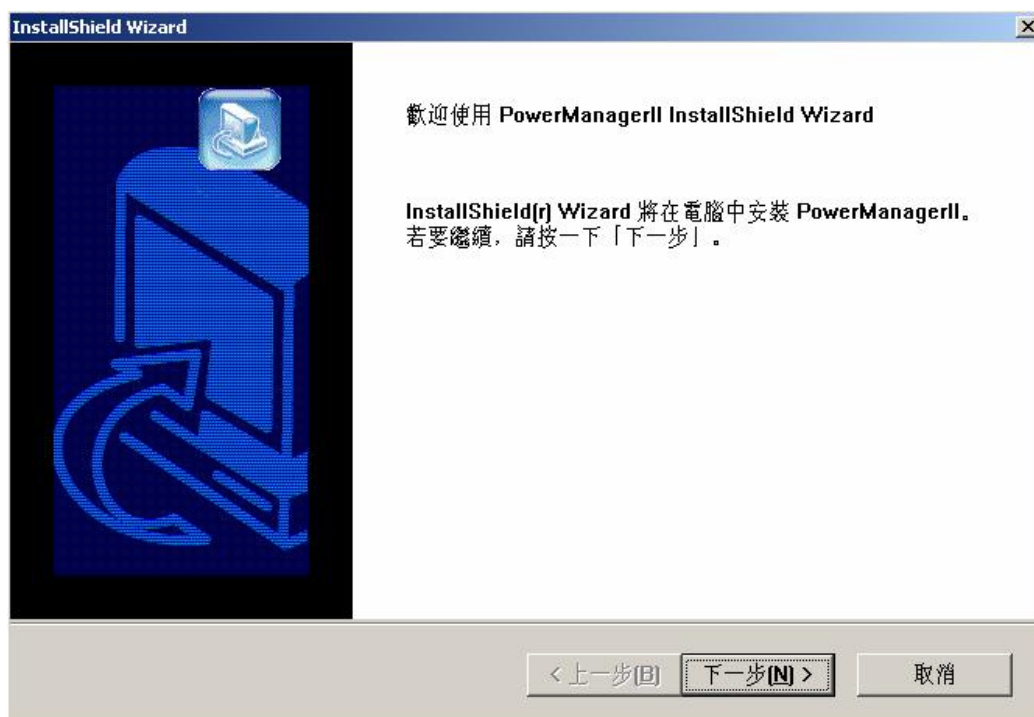 InstallShield Wizard
歡迎使用 PowerManagerII InstallShield Wizard
InstallShield(r) Wizard 將在電腦中安裝 PowerManagerII。
若要繼續，請按一下「下一步」。
< 上一步(B)
下一步(N) >
取消